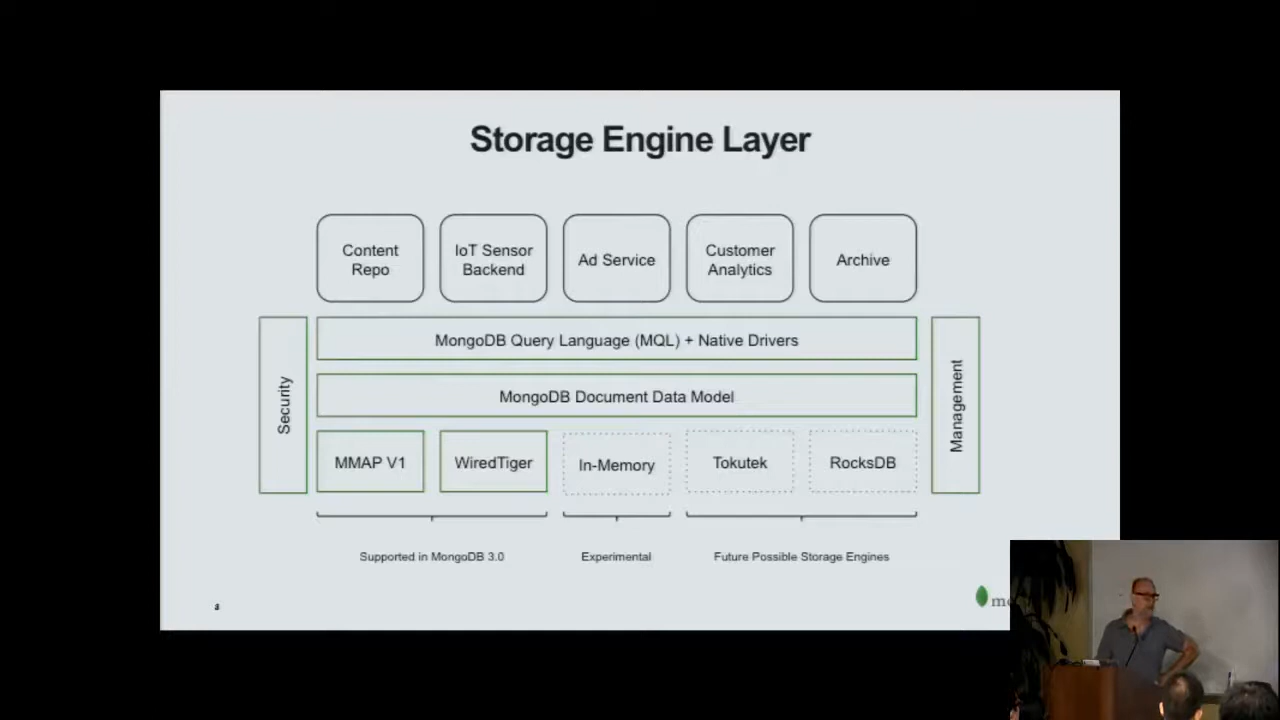 Storage Engine Layer
Content
Repo
IoT Sensor
Backend
Ad Service
Customer
Analytics
Archive
Security
MongoDB Query Language (MQL) + Native Drivers
MongoDB Document Data Model
Management
MMAP V1
WiredTiger
In-Memory
Tokutek
RocksDB
Supported in MongoDB 3.0
Experimental
Future Possible Storage Engines